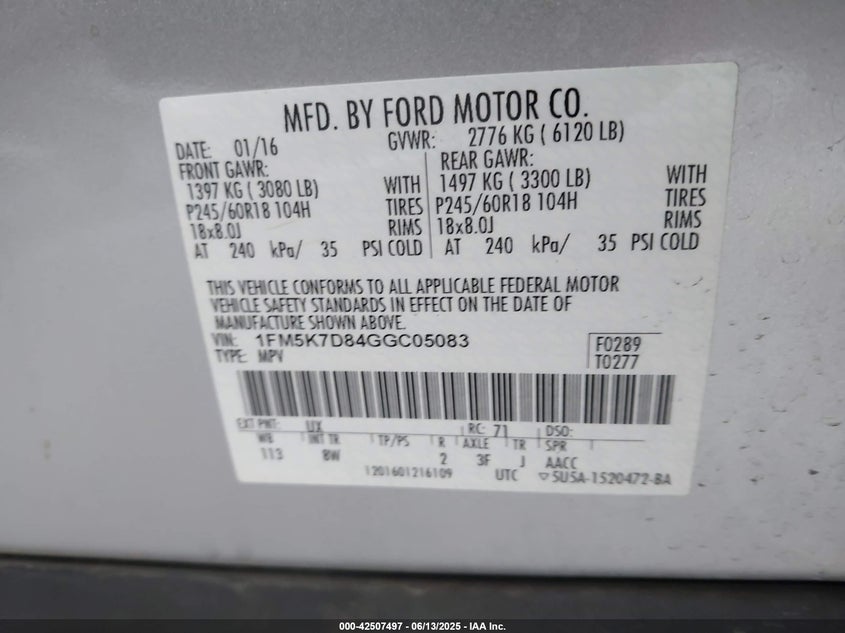 MFD. BY FORD MOTOR CO.
DATE: 01/16 GVWR: 2776 KG ( 6120 LB)
FRONT GAWR: REAR GAWR:
1397 KG ( 3080 LB) WITH 1497 KG ( 3300 LB) WITH
P245/60R18 104H TIRES P245/60R18 104H TIRES
18x8.0J RIMS 18x8.0J RIMS
AT 240 kPa/ 35 PSI COLD AT 240 kPa/ 35 PSI COLD
THIS VEHICLE CONFORMS TO ALL APPLICABLE FEDERAL MOTOR
VEHICLE SAFETY STANDARDS IN EFFECT ON THE DATE OF
MANUFACTURE SHOWN ABOVE.
VIN: 1FM5K7D84GGC05083 F0289
TYPE: MPV T0277
EXT PNT: UX RC: 71 DSO:
WB INT TR TP/PS R AXLE TR SPR
113 8W 2 3F J AACC
1201601216109 UTC ▽5U5A-1520472-BA
000-42507497 - 06/13/2025 - IAA Inc.